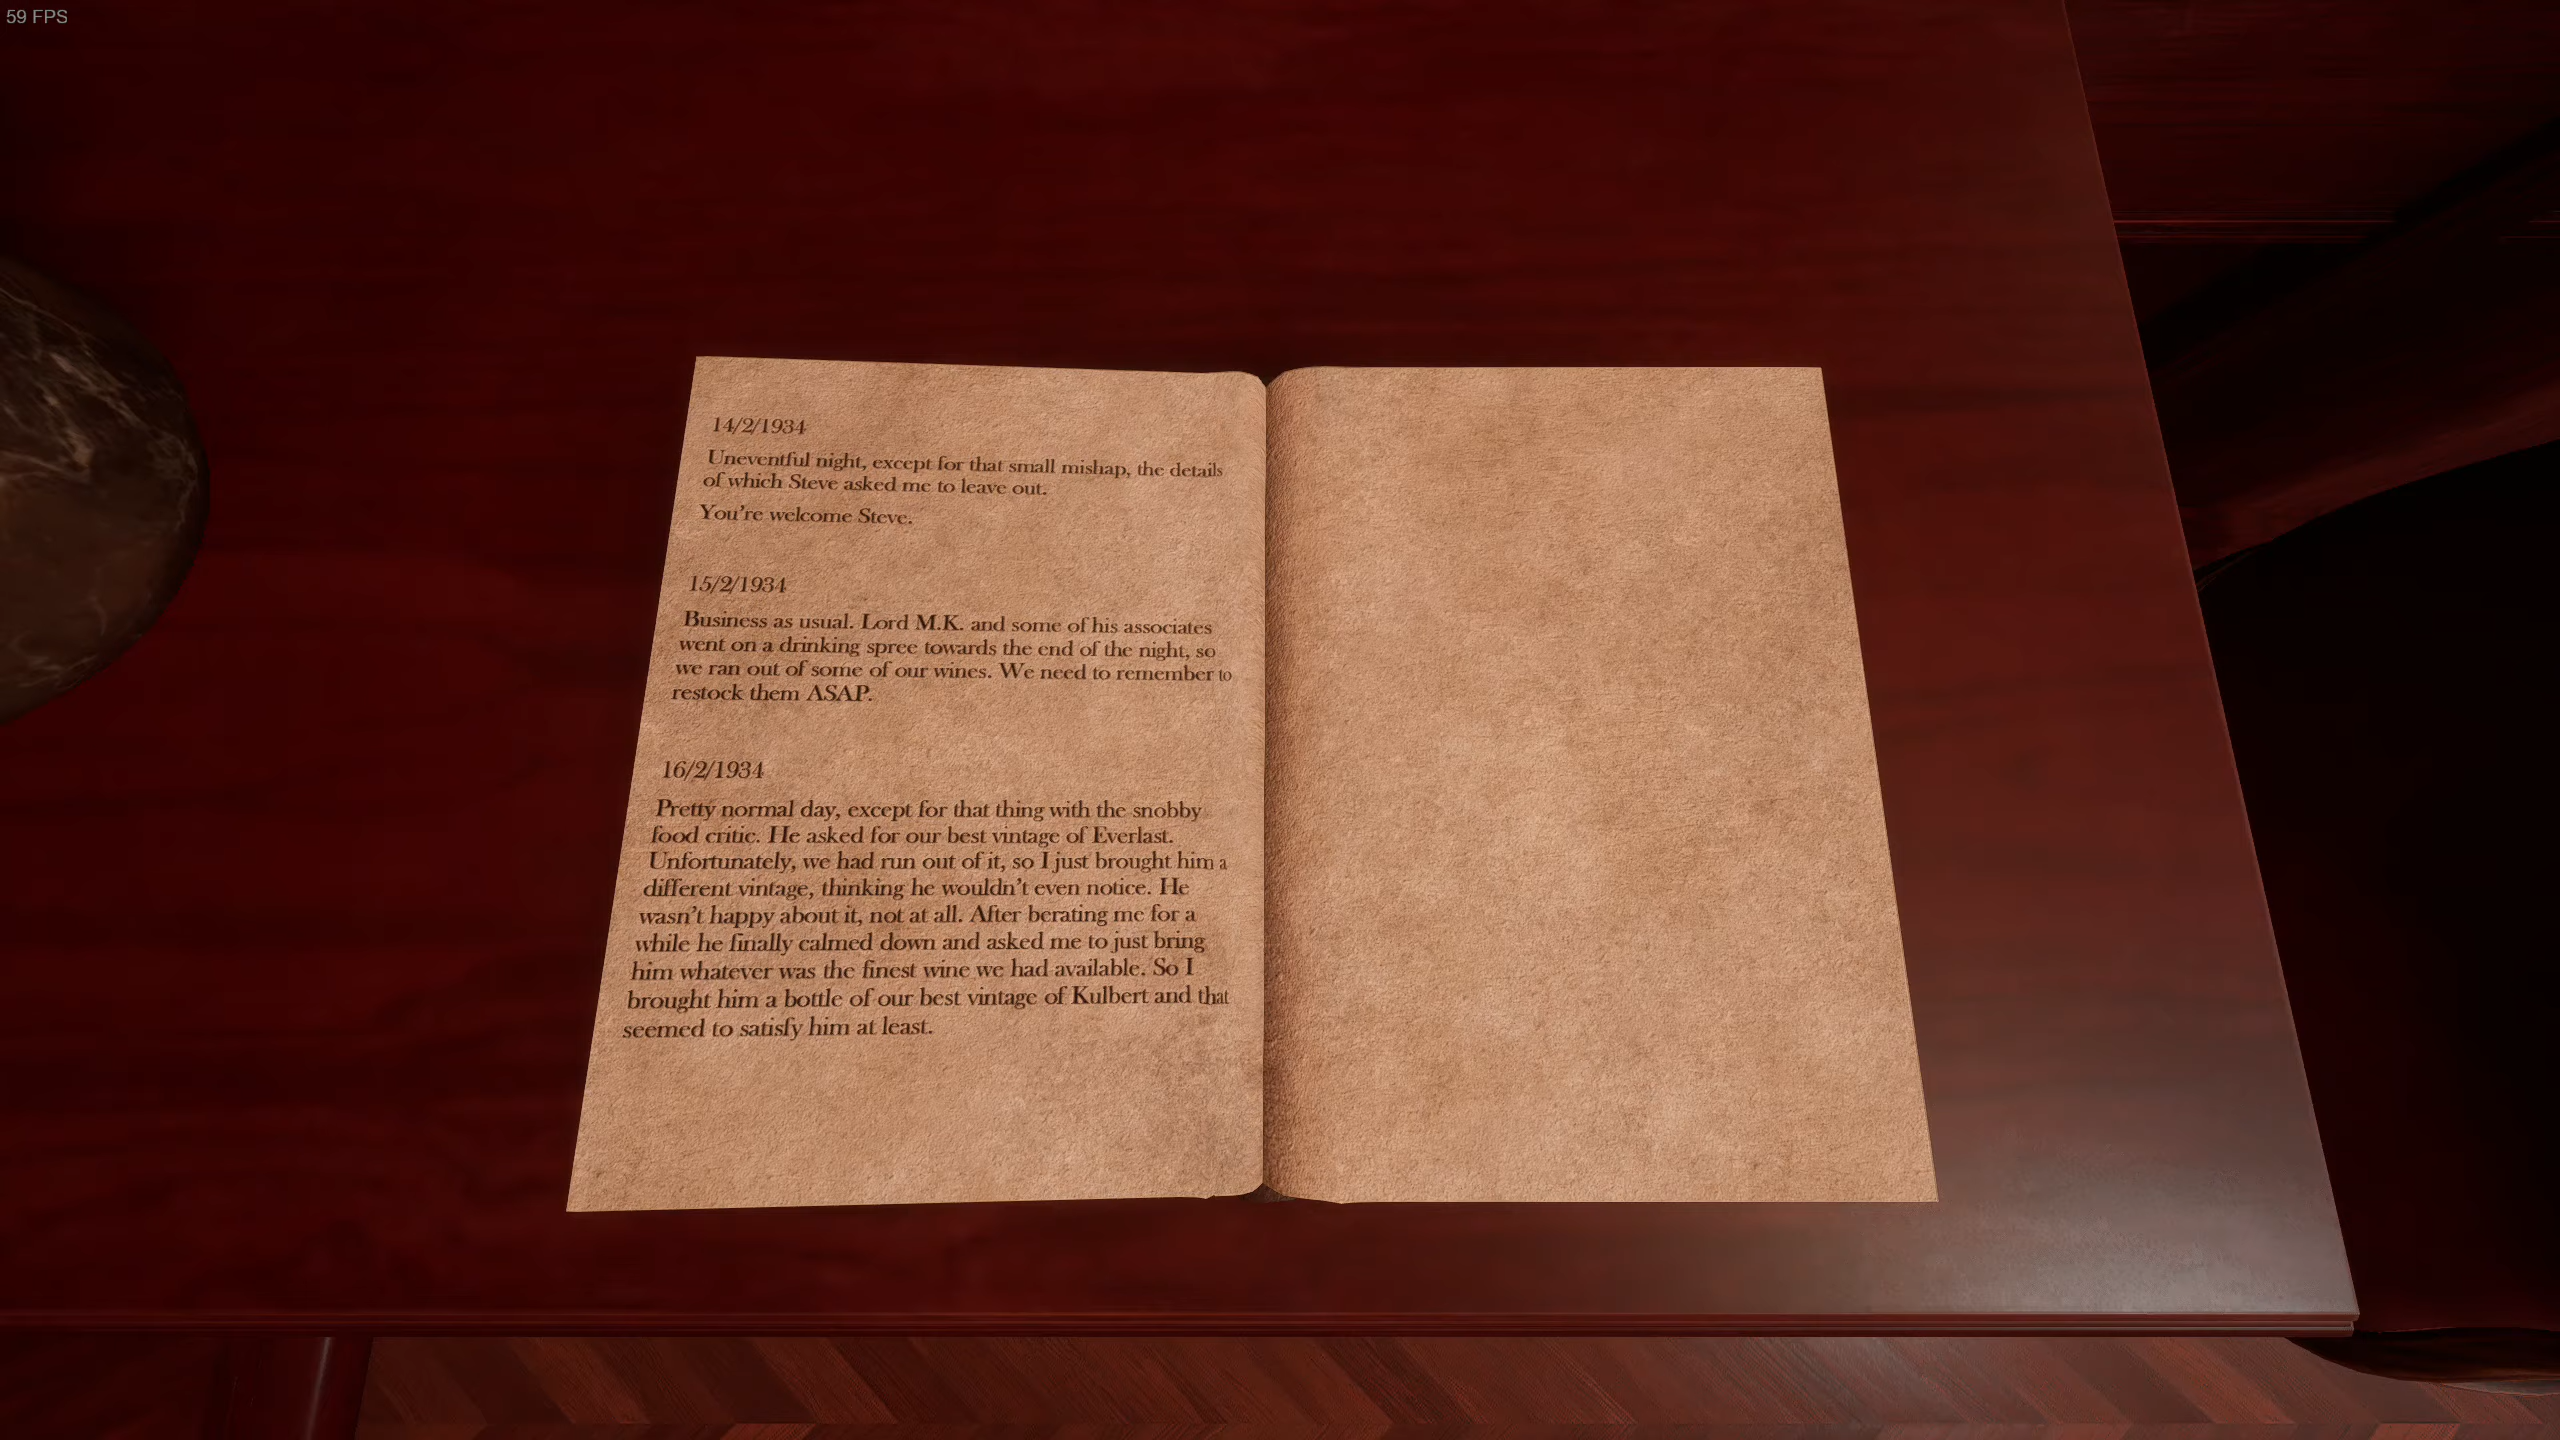 59 FPS
14/2/1934
Uneventful night, except for that small mishap, the details
of which Steve asked me to leave out.
You're welcome Steve.
15/2/1934
Business as usual. Lord M.K. and some of his associates
went on a drinking spree towards the end of the night, so
we ran out of some of our wines. We need to remember to
restock them ASAP.
16/2/1934
Pretty normal day, except for that thing with the snobby
food critic. He asked for our best vintage of Everlast.
Unfortunately, we had run out of it, so I just brought him a
different vintage, thinking he wouldn't even notice. He
wasn't happy about it, not at all. After berating me for a
while he finally calmed down and asked me to just bring
him whatever was the finest wine we had available. So I
brought him a bottle of our best vintage of Kulbert and that
seemed to satisfy him at least.